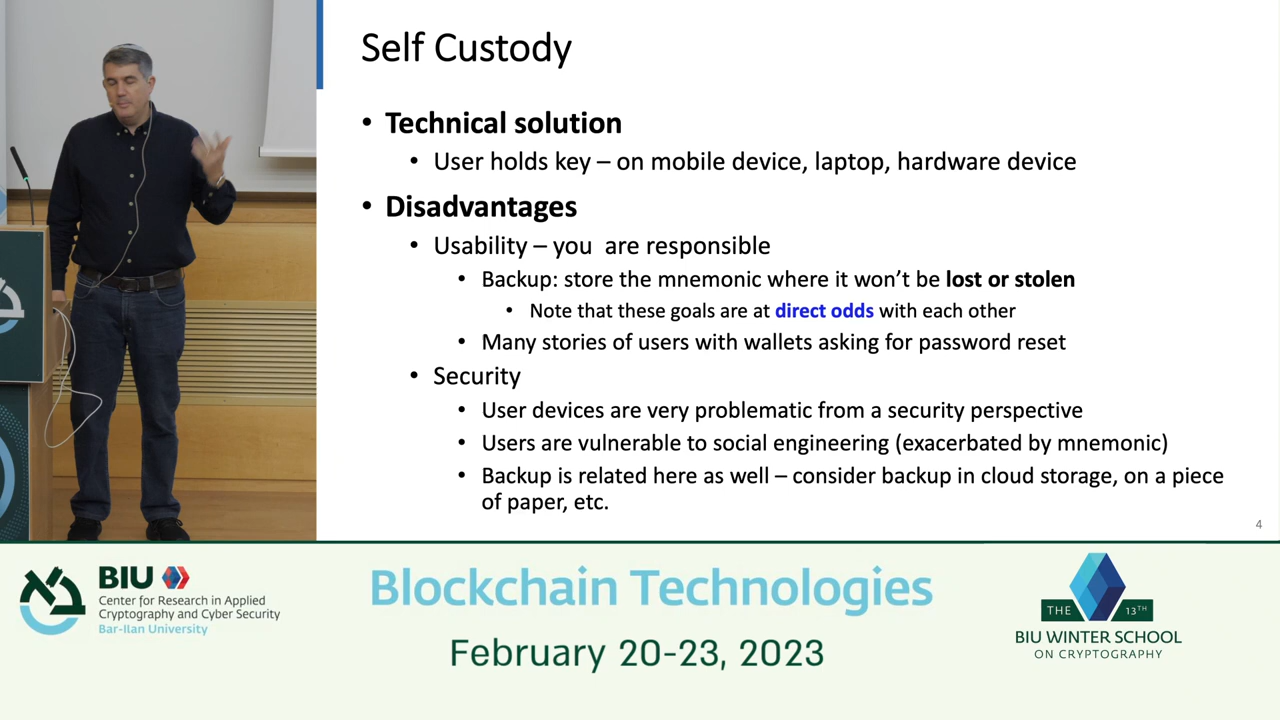 Self Custody
• Technical solution
• User holds key – on mobile device, laptop, hardware device
• Disadvantages
• Usability – you  are responsible
• Backup: store the mnemonic where it won’t be lost or stolen
• Note that these goals are at direct odds with each other
• Many stories of users with wallets asking for password reset
• Security
• User devices are very problematic from a security perspective
• Users are vulnerable to social engineering (exacerbated by mnemonic)
• Backup is related here as well – consider backup in cloud storage, on a piece
of paper, etc.
4
BIU
Center for Research in Applied
Cryptography and Cyber Security
Bar-Ilan University
Blockchain Technologies
February 20-23, 2023
THE 13TH
BIU WINTER SCHOOL
ON CRYPTOGRAPHY